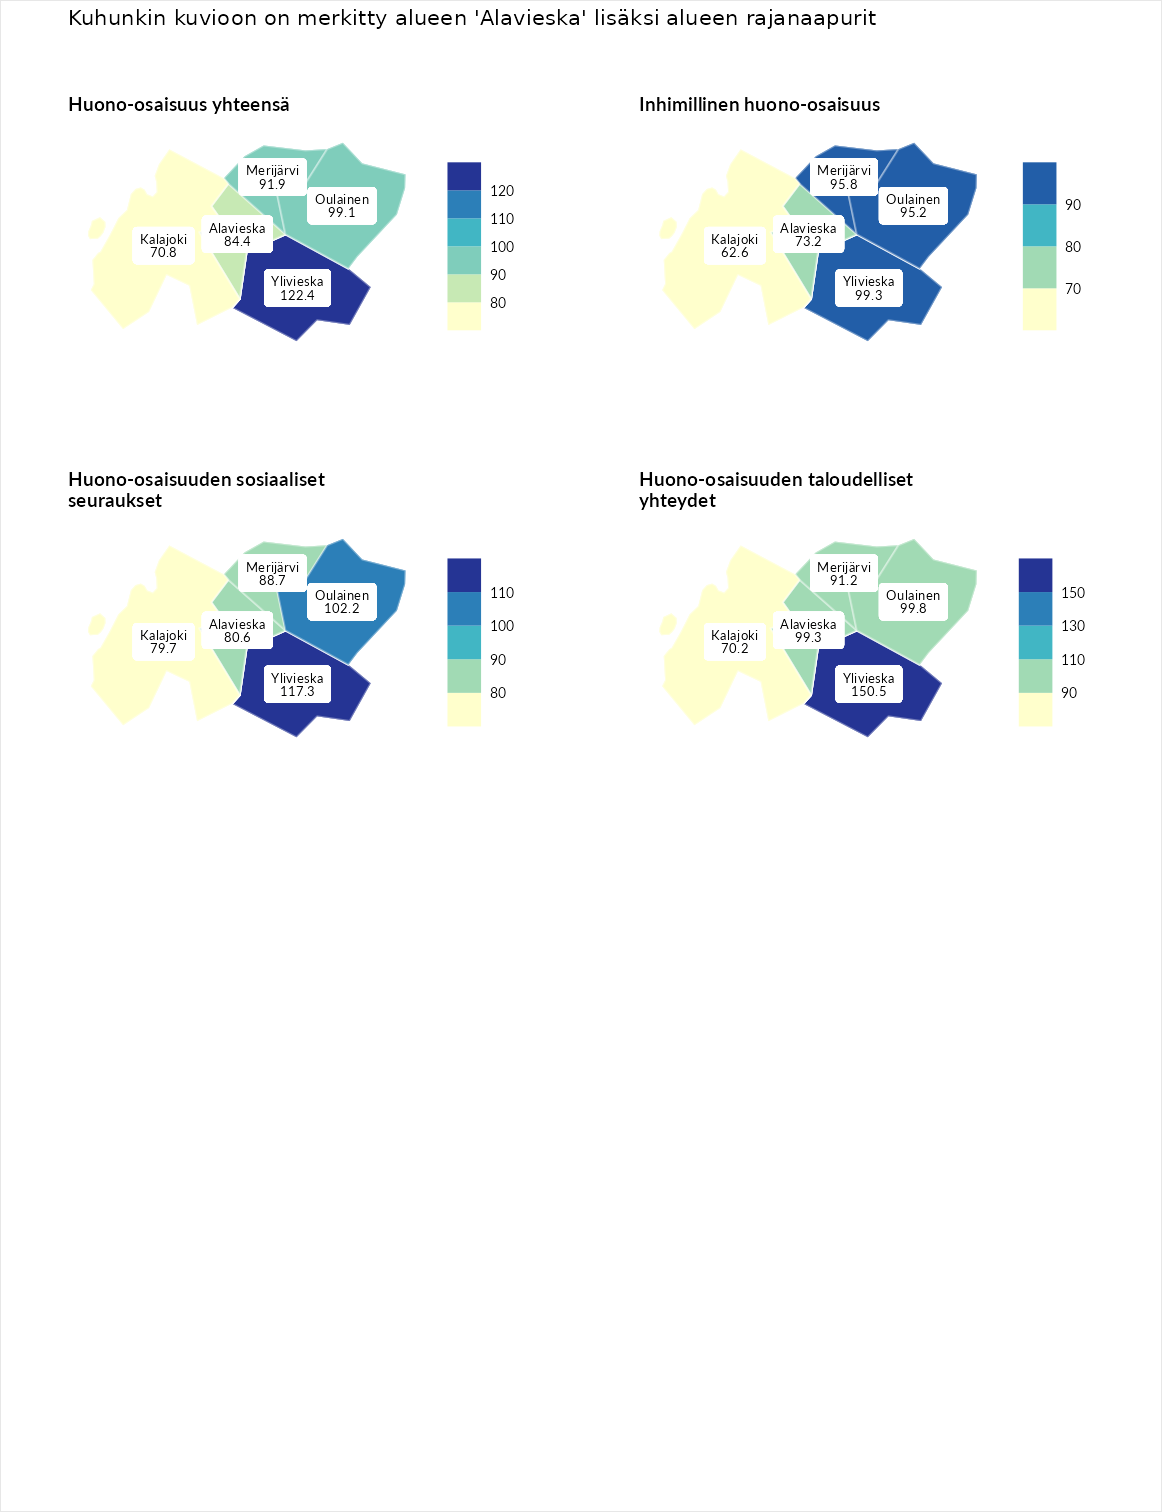 Kuhunkin kuvioon on merkitty alueen 'Alavieska' lisäksi alueen rajanaapurit
Huono-osaisuus yhteensä
Merijärvi
91.9
Oulainen
99.1
Alavieska
84.4
Kalajoki
70.8
Ylivieska
122.4
120
110
100
90
80
Inhimillinen huono-osaisuus
Merijärvi
95.8
Oulainen
95.2
Alavieska
73.2
Kalajoki
62.6
Ylivieska
99.3
90
80
70
Huono-osaisuuden sosiaaliset
seuraukset
Merijärvi
88.7
Oulainen
102.2
Alavieska
80.6
Kalajoki
79.7
Ylivieska
117.3
110
100
90
80
Huono-osaisuuden taloudelliset
yhteydet
Merijärvi
91.2
Oulainen
99.8
Alavieska
99.3
Kalajoki
70.2
Ylivieska
150.5
150
130
110
90